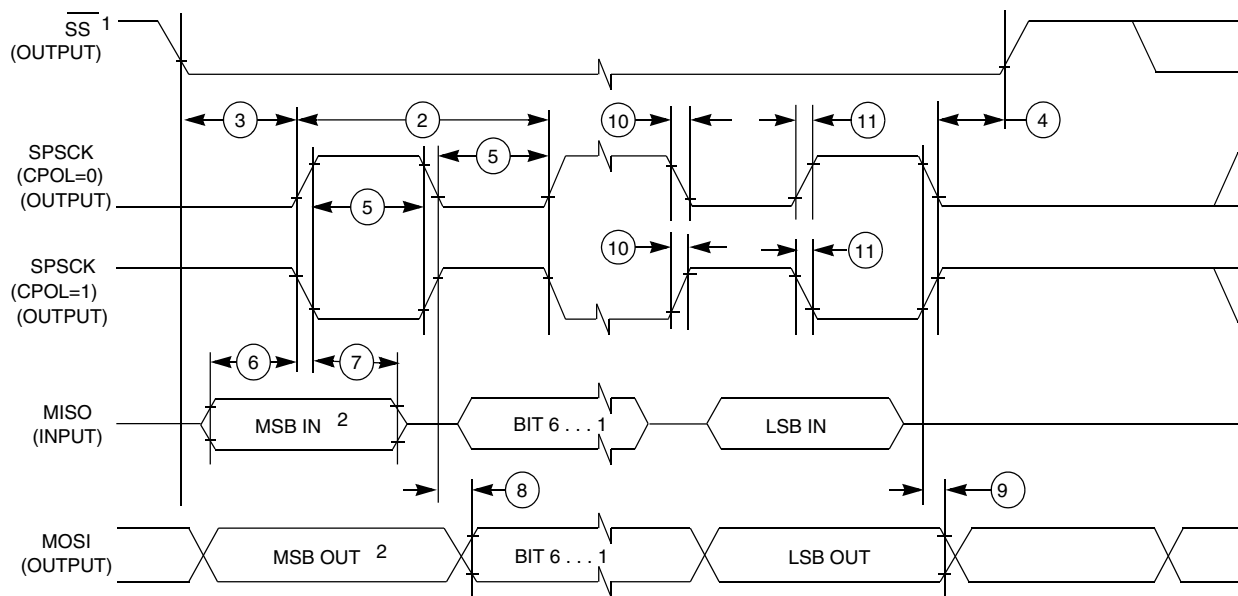 SS 1
(OUTPUT)
3
2
10
11
4
SPSCK
(CPOL=0)
(OUTPUT)
5
5
SPSCK
(CPOL=1)
(OUTPUT)
10
11
6
7
MISO
(INPUT)
MSB IN 2
BIT 6 . . . 1
LSB IN
8
9
MOSI
(OUTPUT)
MSB OUT 2
BIT 6 . . . 1
LSB OUT